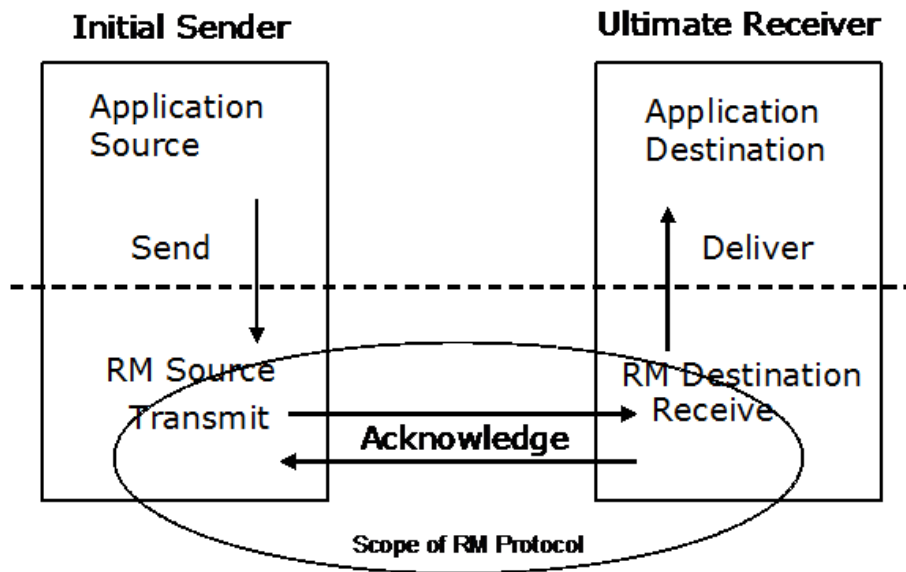 Initial Sender
Ultimate Receiver
Application
Source
Application
Destination
Send
Deliver
RM Source
Transmit
RM Destination
Receive
Acknowledge
Scope of RM Protocol